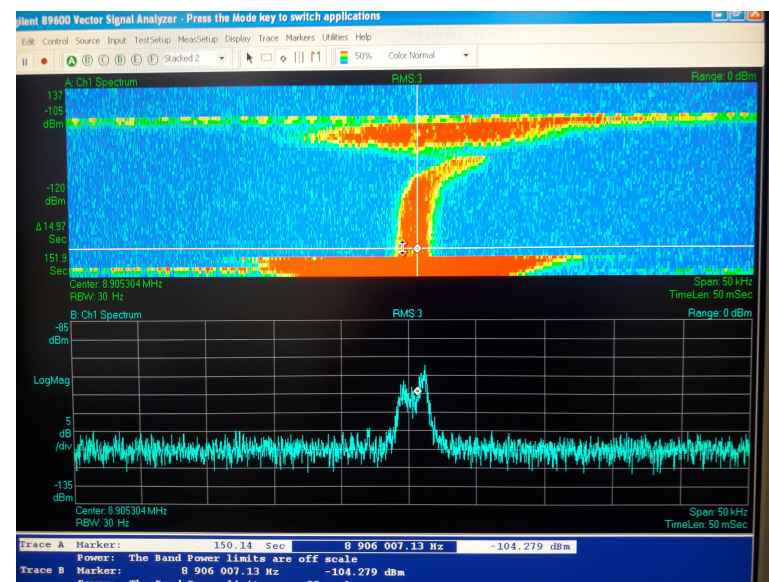 gilent 89600 Vector Signal Analyzer - Press the Mode key to switch applications
Edit Control Source Input TestSetup MeasSetup Display Trace Markers Utilities Help
A B C D E F Stacked 2 50% Color Normal
A: Ch1 Spectrum RMS:3 Range: 0 dBm
137
-105
dBm
-120
dBm
Δ14.97
Sec
151.9
Sec
Center: 8.905304 MHz Span: 50 kHz
RBW: 30 Hz TimeLen: 50 mSec
B: Ch1 Spectrum RMS:3 Range: 0 dBm
-85
dBm
LogMag
5
dB
/div
-135
dBm
Center: 8.905304 MHz Span: 50 kHz
RBW: 30 Hz TimeLen: 50 mSec
Trace A Marker: 150.14 Sec 8 906 007.13 Hz -104.279 dBm
Power: The Band Power limits are off scale
Trace B Marker: 8 906 007.13 Hz -104.279 dBm